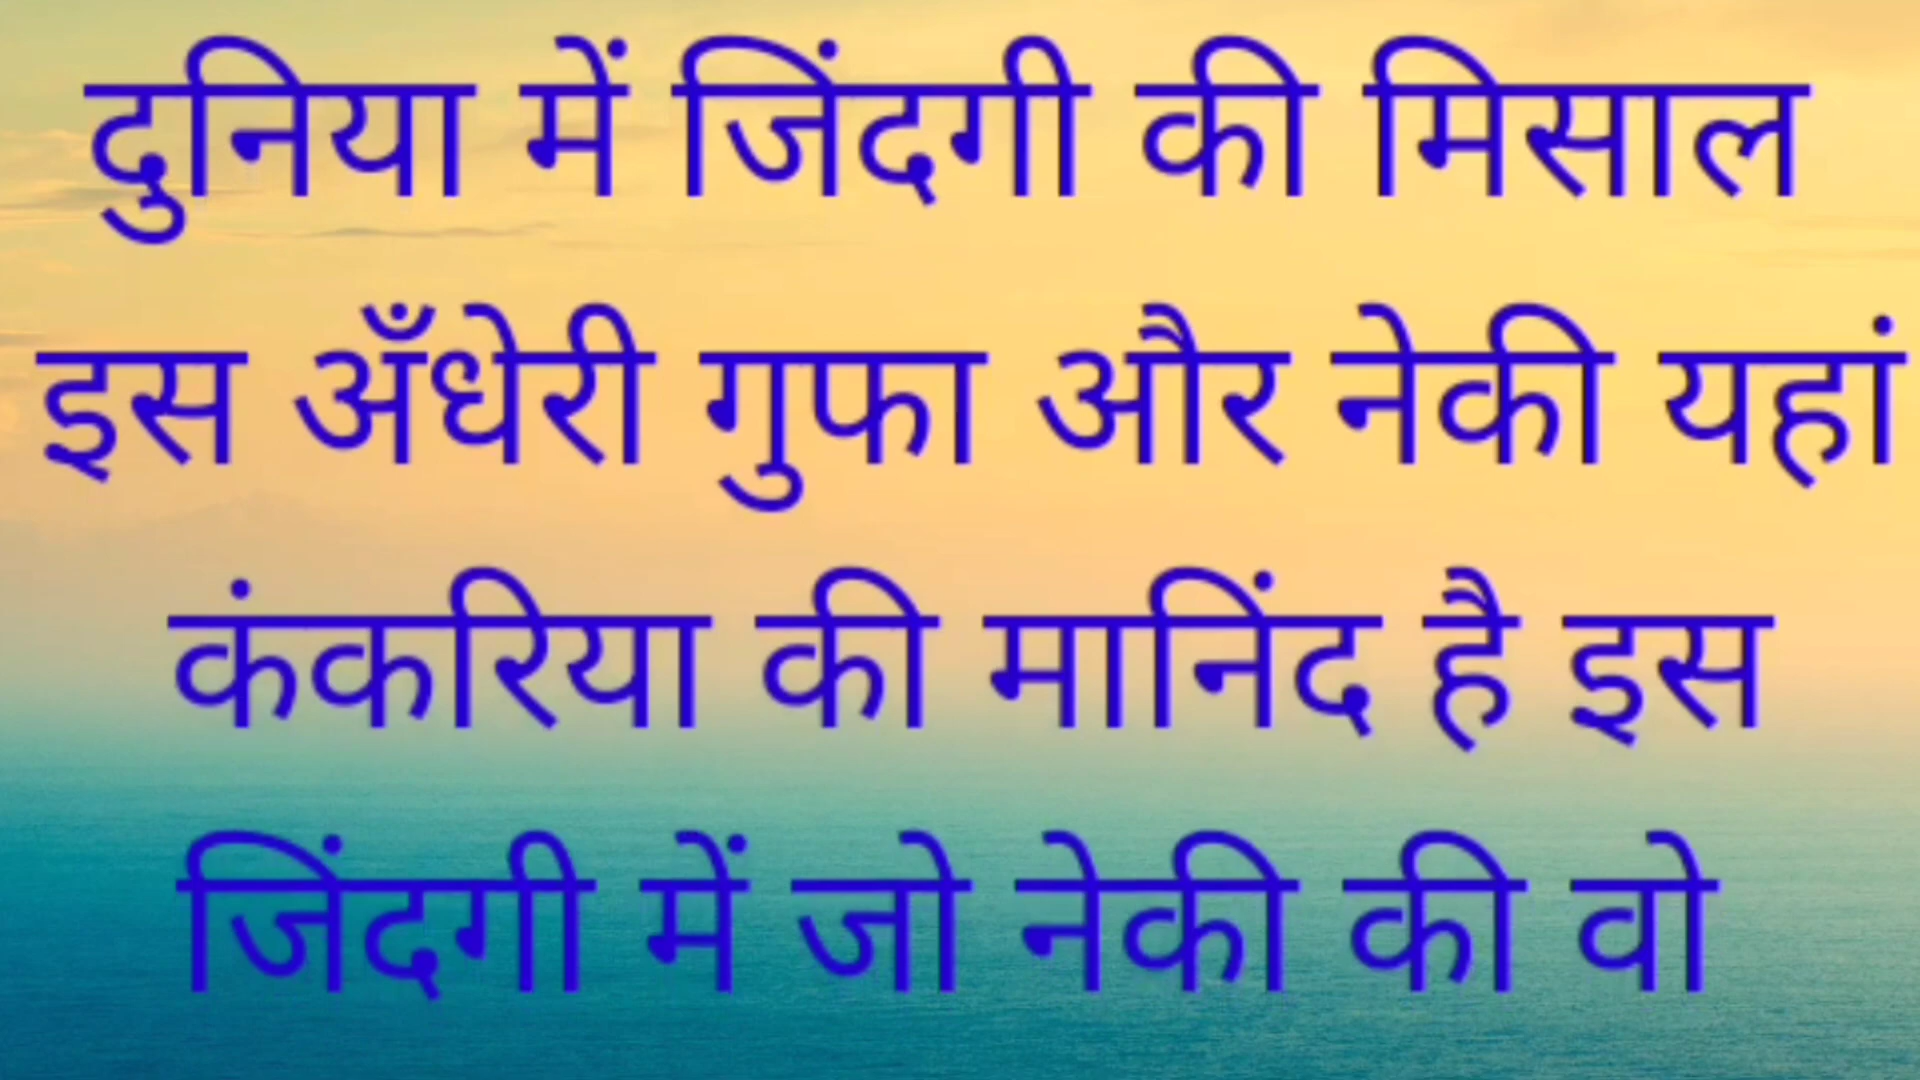 दुनिया में जिंदगी की मिसाल
इस अँधेरी गुफा और नेकी यहां
कंकरिया की मानिंद है इस
जिंदगी में जो नेकी की वो